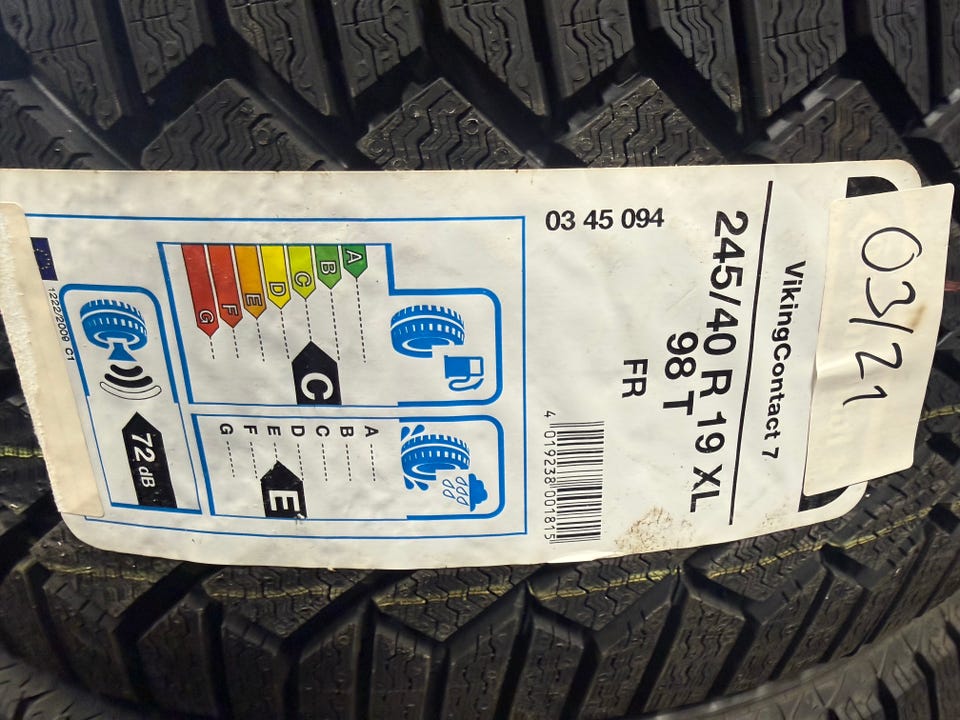 03/21
VikingContact 7
245/40 R 19 XL
98 T
FR
03 45 094
4 019238 001815
A
B
C
D
E
F
G
C
A
B
C
D
E
F
G
E
72 dB
1222/2009 C1